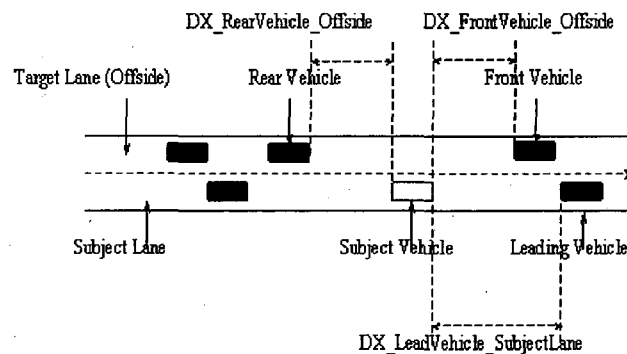 DX_RearVehicle_Offside DX_FrontVehicle_Offside
Target Lane (Offside) Rear Vehicle Front Vehicle
Subject Lane Subject Vehicle Leading Vehicle
DX_LeadVehicle_SubjectLane